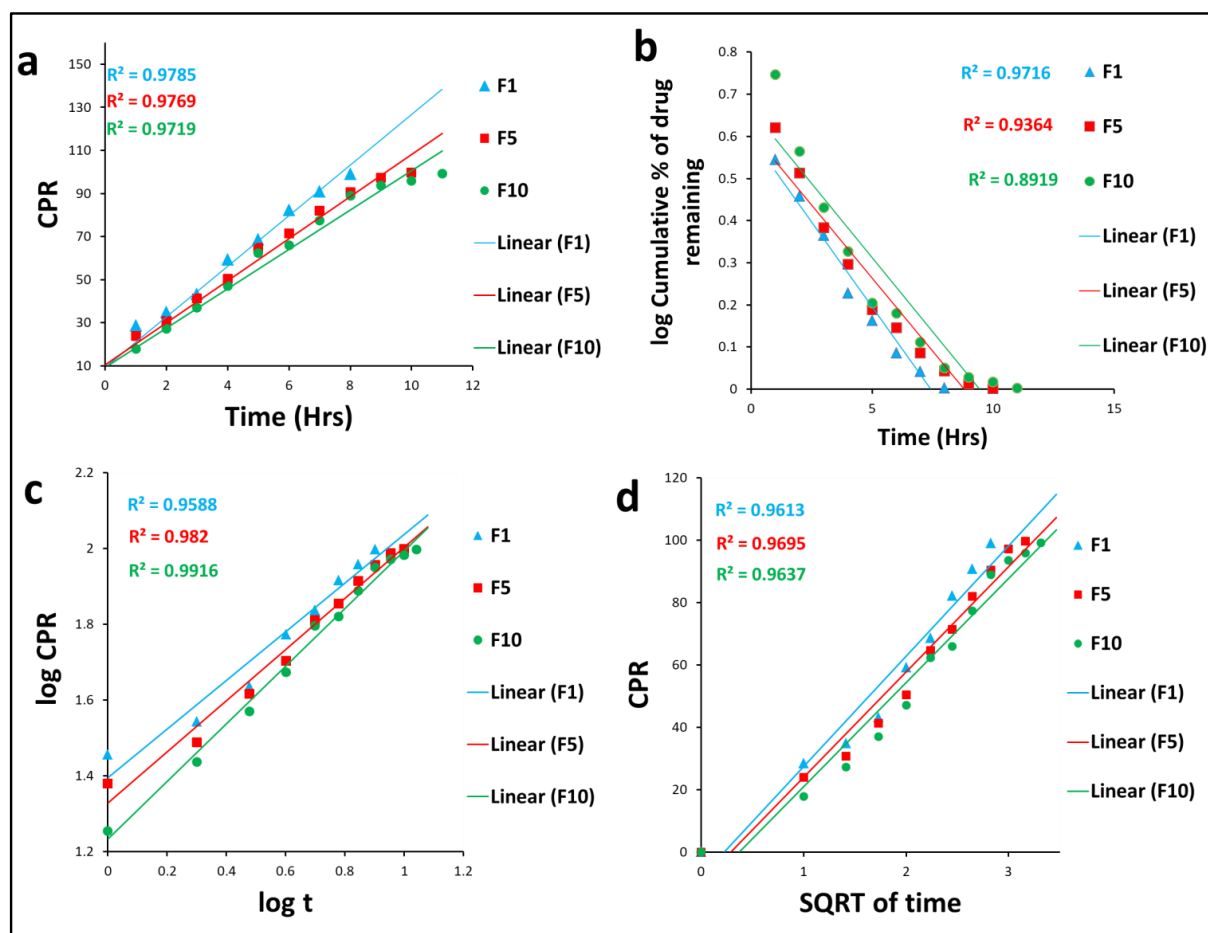 a
R² = 0.9785
R² = 0.9769
R² = 0.9719
CPR
150
130
110
90
70
50
30
10
0
2
4
6
8
10
12
Time (Hrs)
F1
F5
F10
Linear (F1)
Linear (F5)
Linear (F10)
b
R² = 0.9716
R² = 0.9364
R² = 0.8919
log Cumulative % of drug
remaining
0.8
0.7
0.6
0.5
0.4
0.3
0.2
0.1
0
0
5
10
15
Time (Hrs)
F1
F5
F10
Linear (F1)
Linear (F5)
Linear (F10)
c
R² = 0.9588
R² = 0.982
R² = 0.9916
log CPR
2.2
2
1.8
1.6
1.4
1.2
0
0.2
0.4
0.6
0.8
1
1.2
log t
F1
F5
F10
Linear (F1)
Linear (F5)
Linear (F10)
d
R² = 0.9613
R² = 0.9695
R² = 0.9637
CPR
120
100
80
60
40
20
0
0
1
2
3
SQRT of time
F1
F5
F10
Linear (F1)
Linear (F5)
Linear (F10)